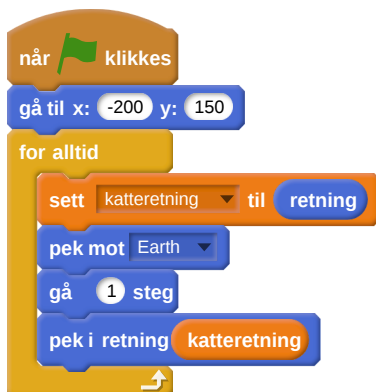 når klikkes
gå til x: -200 y: 150
for alltid
sett katteretning til retning
pek mot Earth
gå 1 steg
pek i retning katteretning